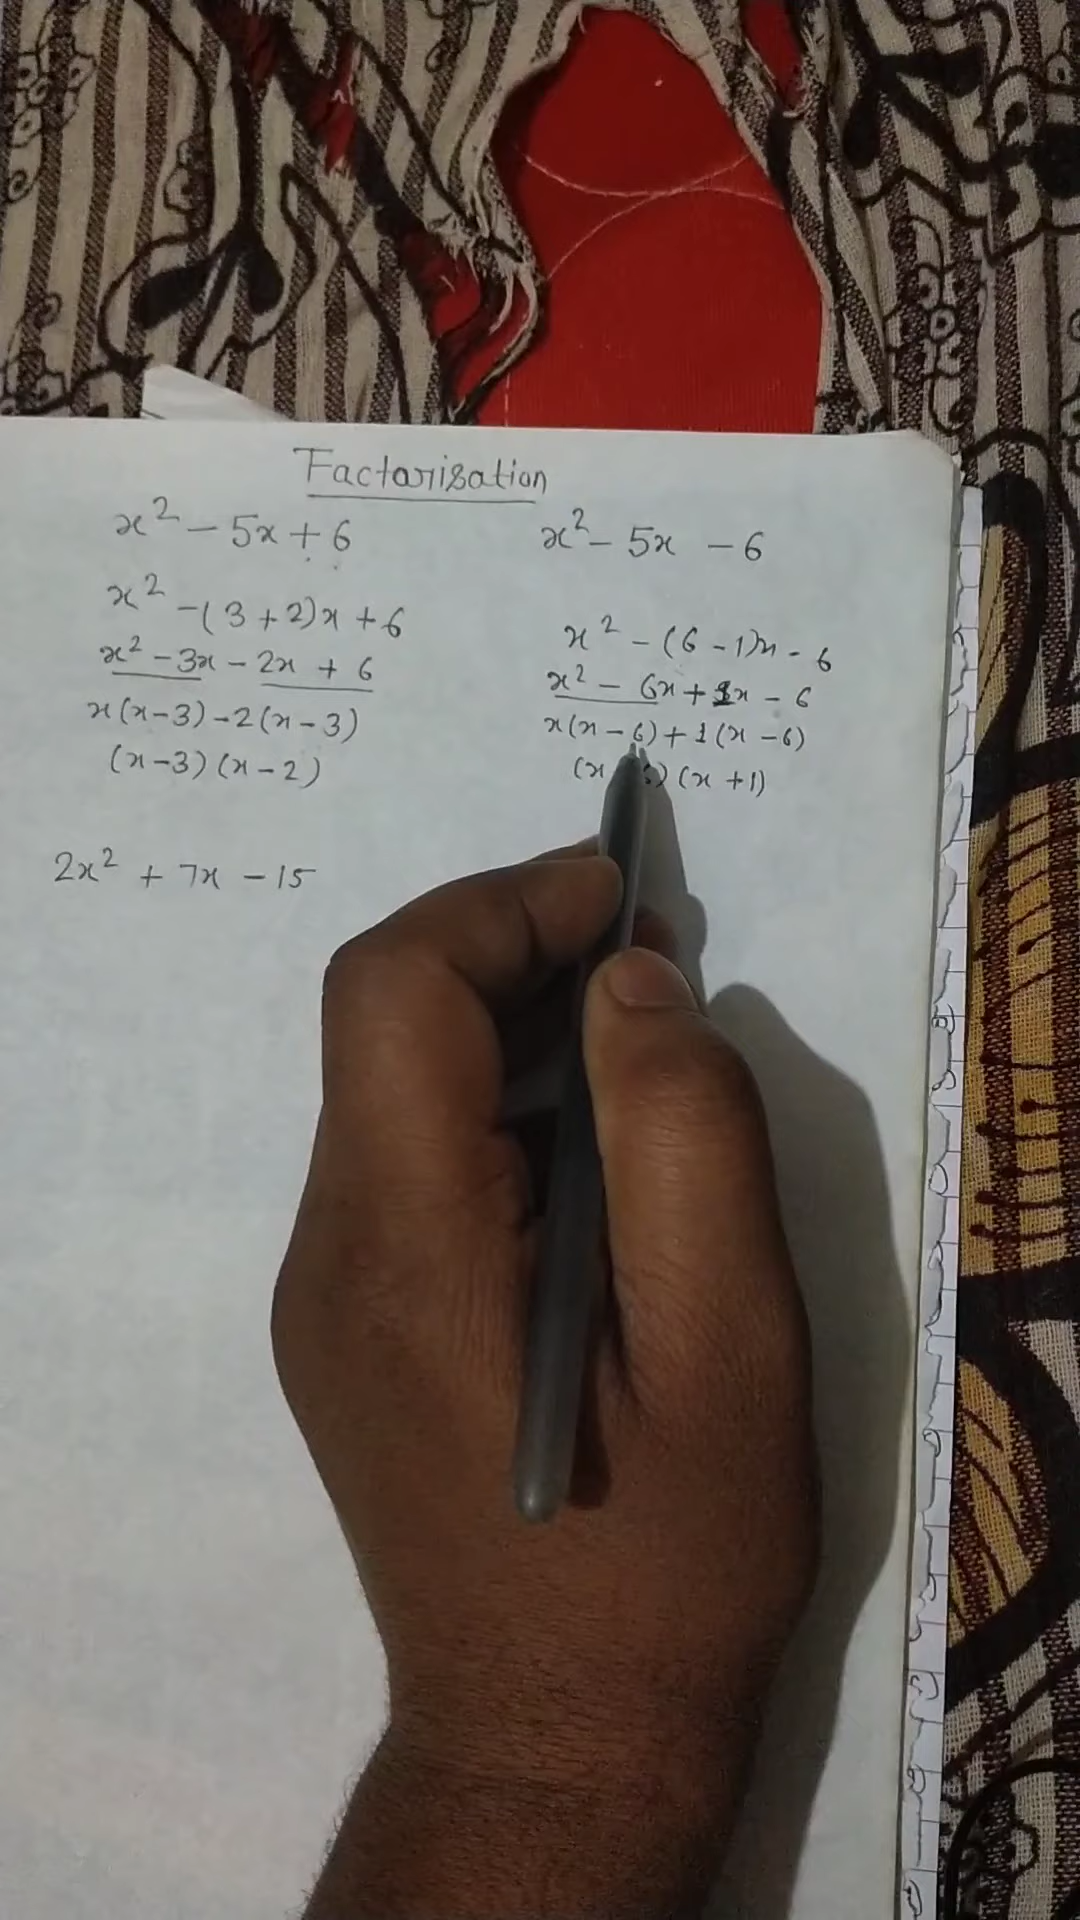 Factorisation
x² - 5x + 6
x² - (3 + 2)x + 6
x² - 3x - 2x + 6
x(x-3) - 2(x-3)
(x-3) (x-2)
x² - 5x - 6
x² - (6 - 1)x - 6
x² - 6x + 1x - 6
x(x-6) + 1(x-6)
(x ) (x + 1)
2x² + 7x - 15